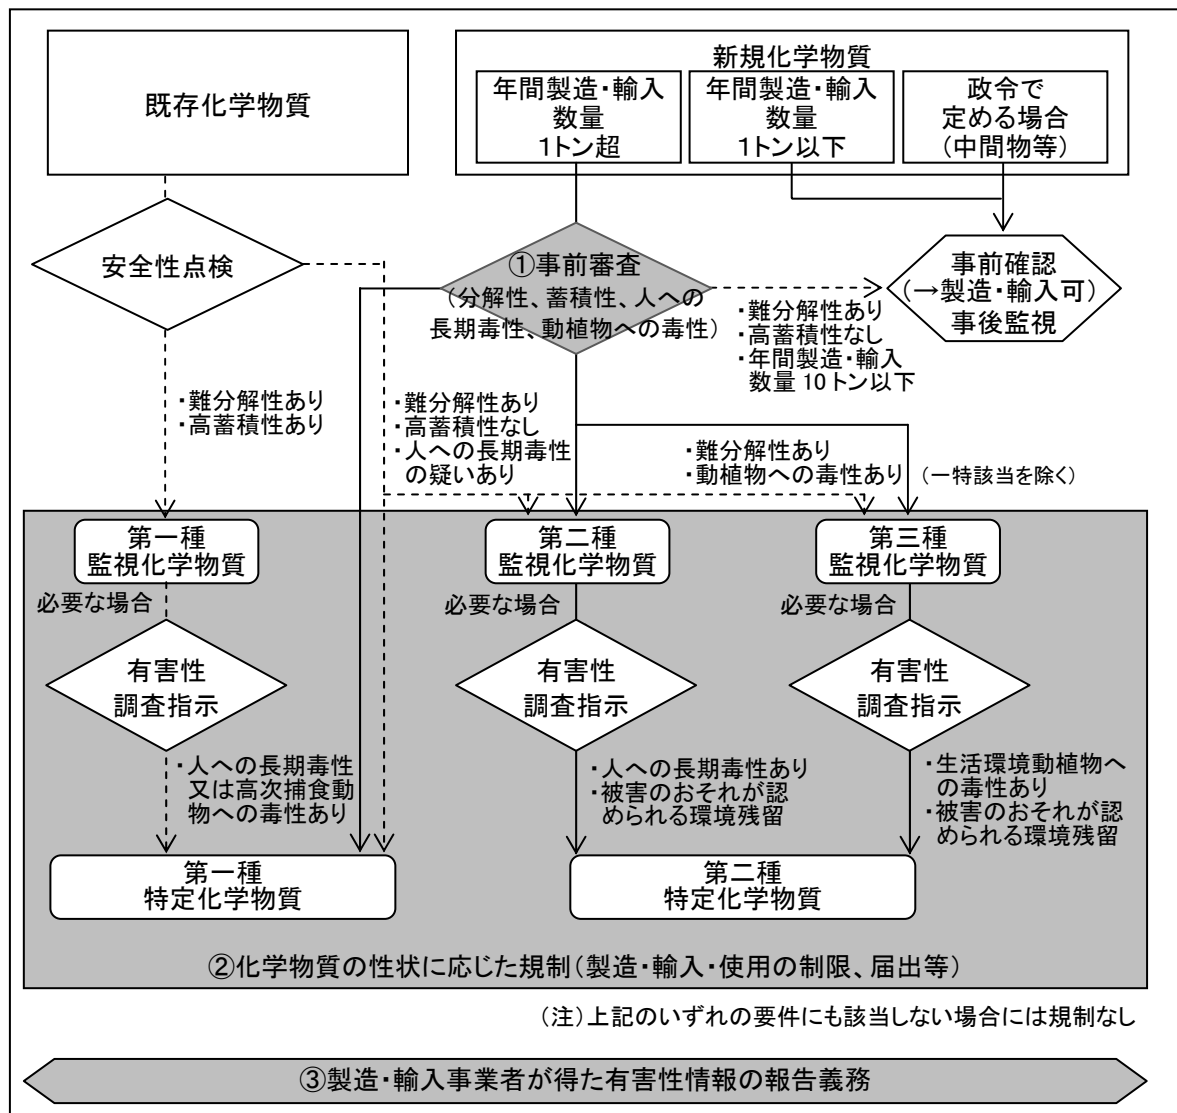 既存化学物質
新規化学物質
年間製造・輸入
数量
1トン超
年間製造・輸入
数量
1トン以下
政令で
定める場合
(中間物等)
安全性点検
①事前審査
(分解性、蓄積性、人への
長期毒性、動植物への毒性)
事前確認
(→製造・輸入可)
事後監視
・難分解性あり
・高蓄積性なし
・年間製造・輸入
数量 10トン以下
・難分解性あり
・高蓄積性あり
・難分解性あり
・高蓄積性なし
・人への長期毒性
の疑いあり
・難分解性あり
・動植物への毒性あり
(一特該当を除く)
第一種
監視化学物質
第二種
監視化学物質
第三種
監視化学物質
必要な場合
必要な場合
必要な場合
有害性
調査指示
有害性
調査指示
有害性
調査指示
・人への長期毒性
又は高次捕食動
物への毒性あり
・人への長期毒性あり
・被害のおそれが認
められる環境残留
・生活環境動植物へ
の毒性あり
・被害のおそれが認
められる環境残留
第一種
特定化学物質
第二種
特定化学物質
②化学物質の性状に応じた規制(製造・輸入・使用の制限、届出等)
(注)上記のいずれの要件にも該当しない場合には規制なし
③製造・輸入事業者が得た有害性情報の報告義務